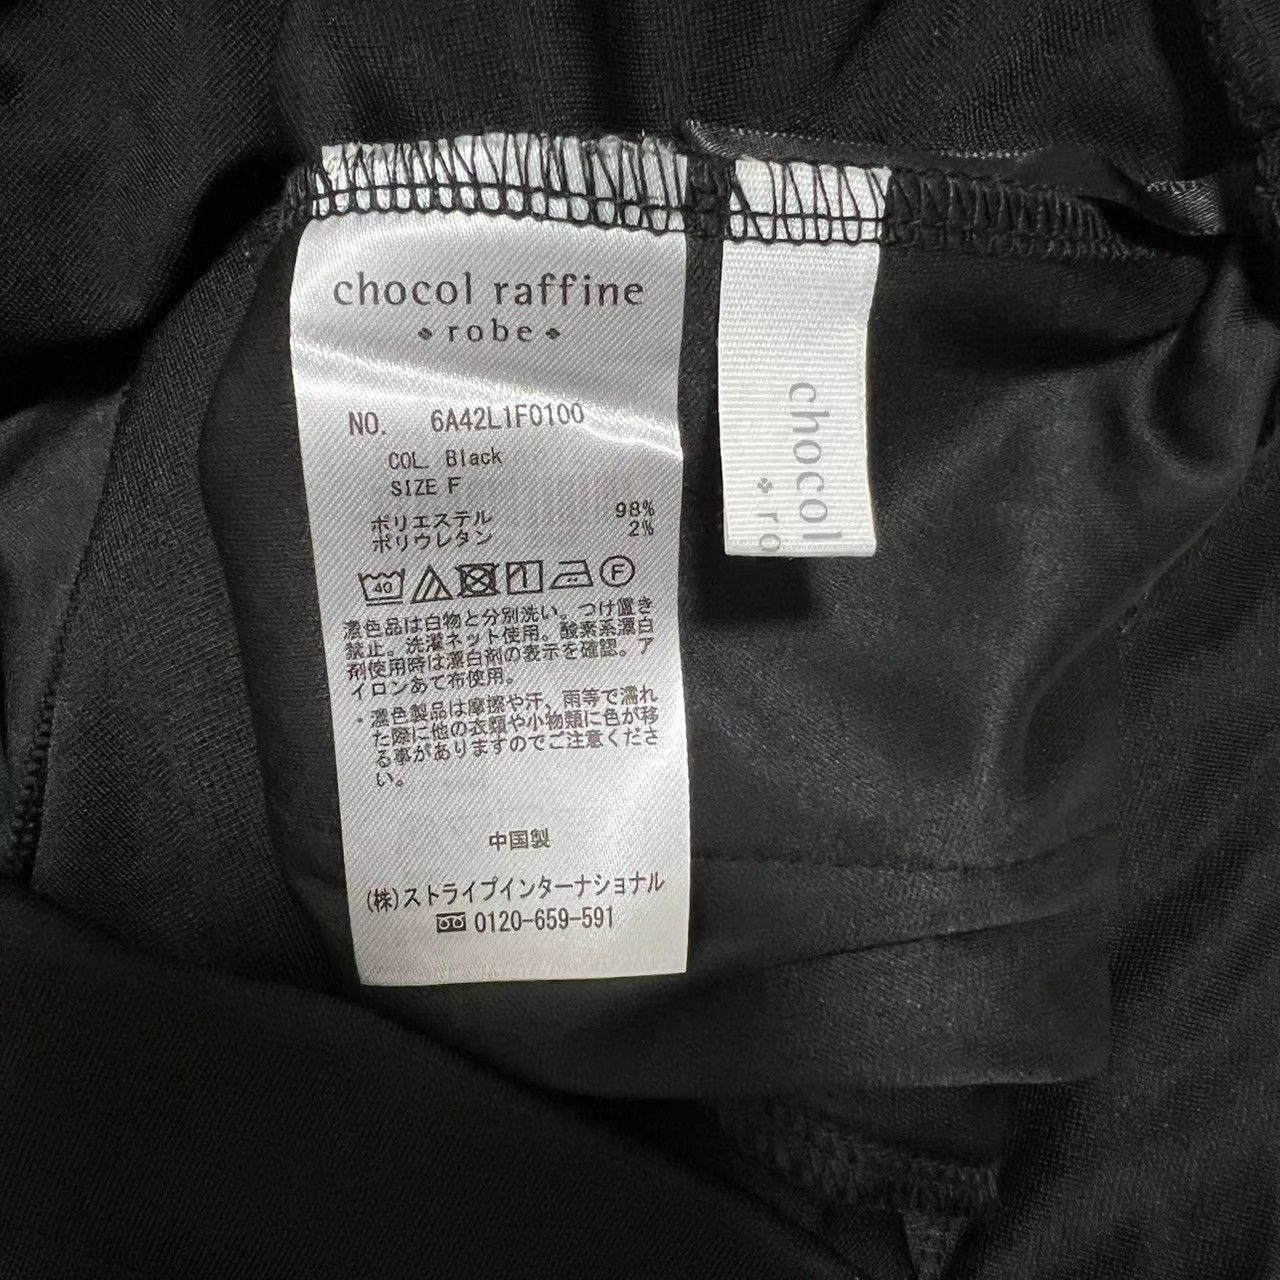 chocol raffine
robe
NO. 6A42L1F0100
COL. Black
SIZE F
ポリエステル 98%
ポリウレタン 2%
40
F
濃色品は白物と分別洗い。つけ置き
禁止。洗濯ネット使用。酸素系漂白
剤使用時は漂白剤の表示を確認。ア
イロンあて布使用。
・濃色製品は摩擦や汗、雨等で濡れ
た際に他の衣類や小物類に色が移
る事がありますのでご注意くださ
い。
中国製
(株)ストライプインターナショナル
0120-659-591
chocol
ro